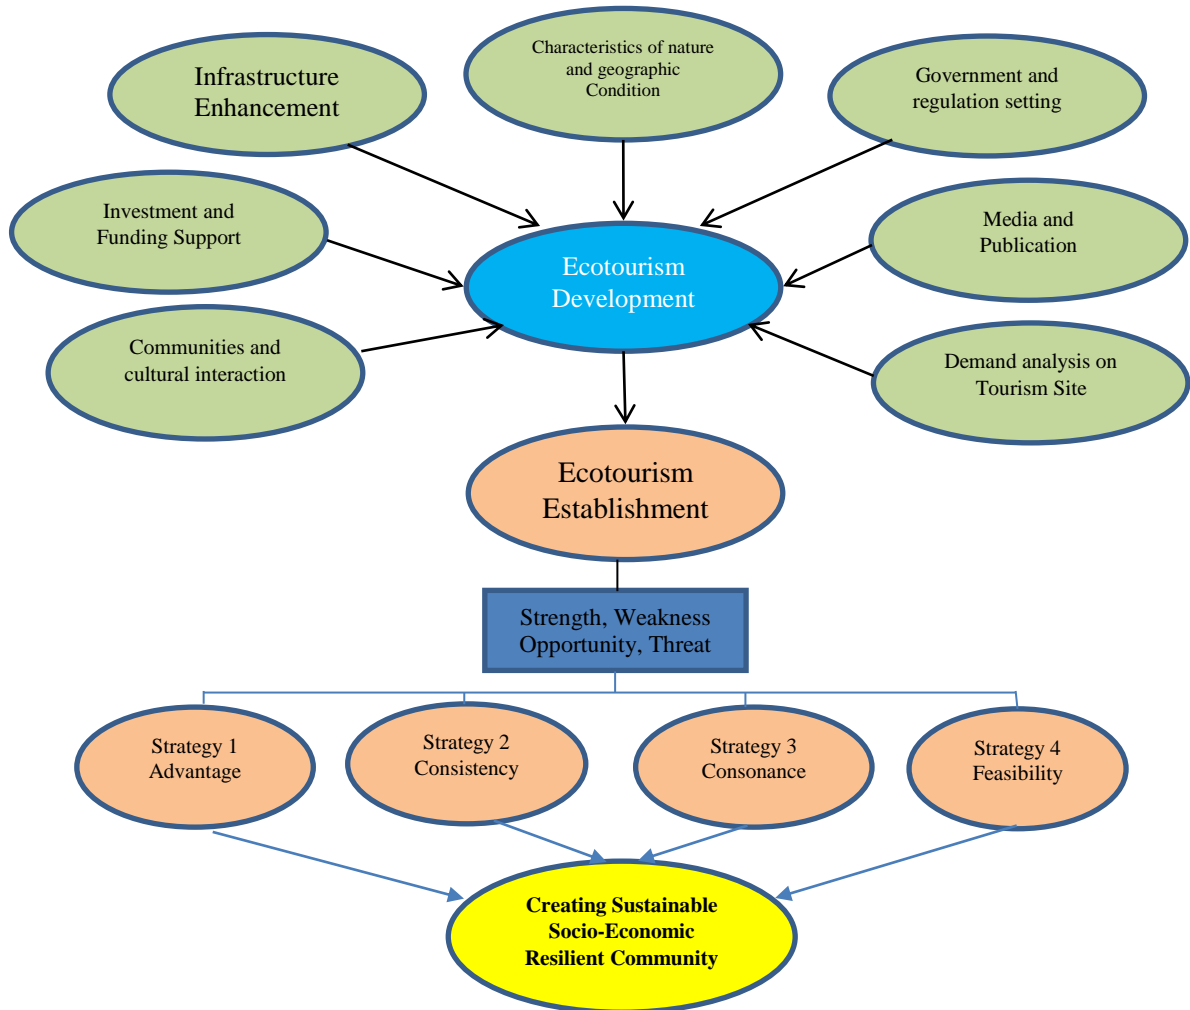 Characteristics of nature
and geographic
Condition
Infrastructure
Enhancement
Government and
regulation setting
Investment and
Funding Support
Media and
Publication
Ecotourism
Development
Communities and
cultural interaction
Demand analysis on
Tourism Site
Ecotourism
Establishment
Strength, Weakness
Opportunity, Threat
Strategy 1
Advantage
Strategy 2
Consistency
Strategy 3
Consonance
Strategy 4
Feasibility
Creating Sustainable
Socio-Economic
Resilient Community